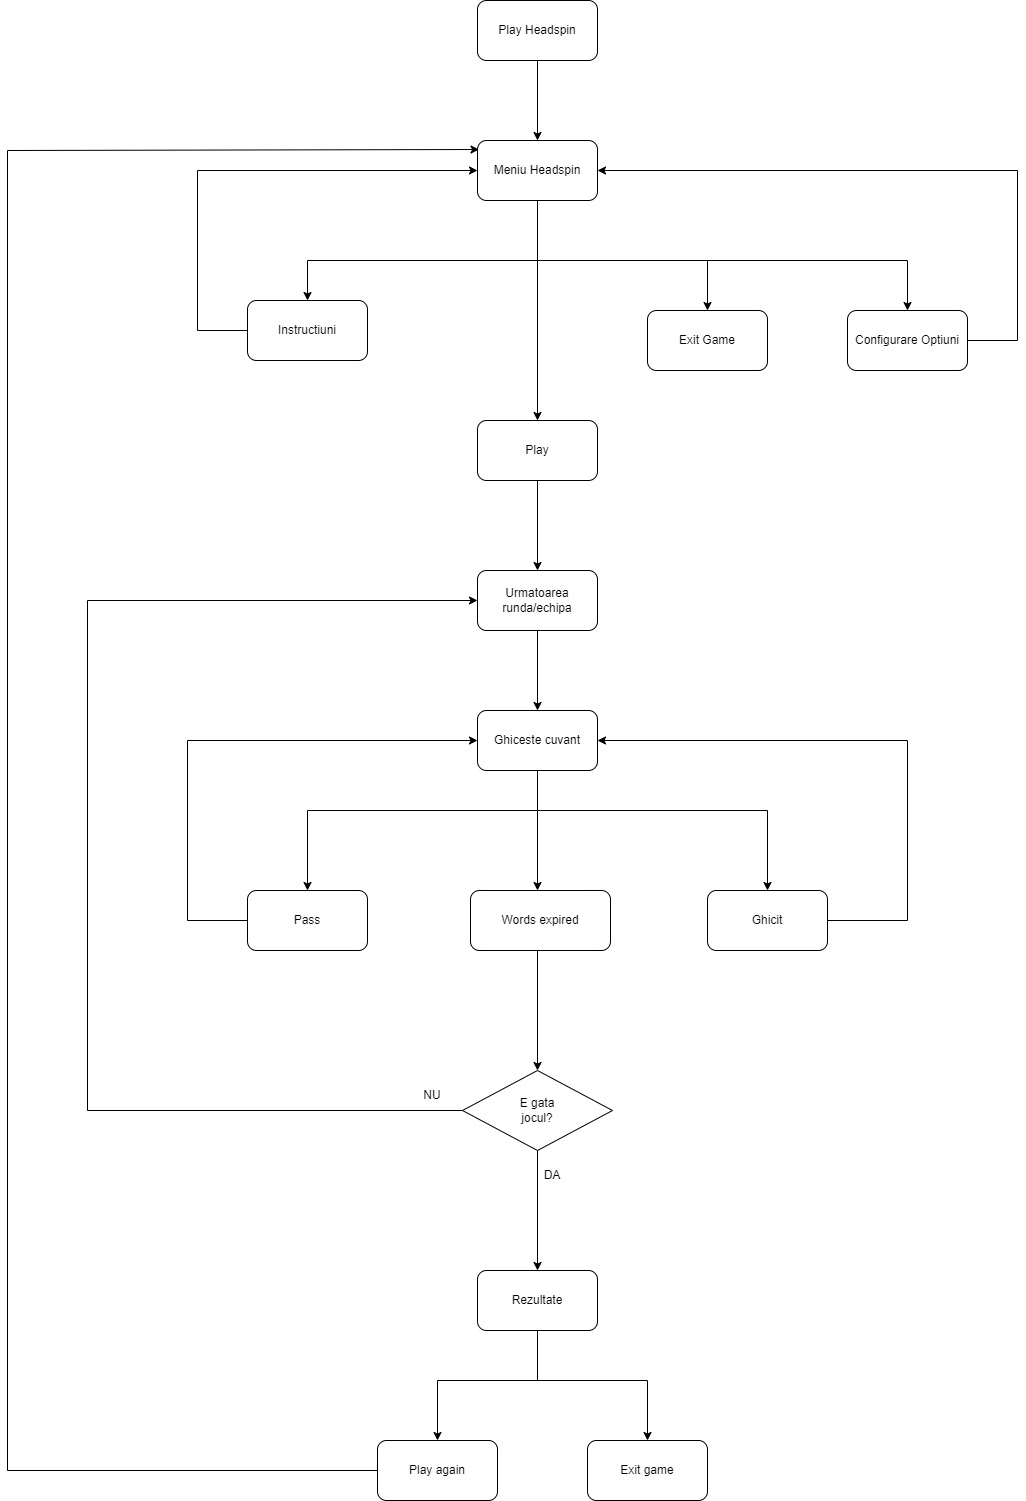 Play Headspin
Meniu Headspin
Instructiuni
Exit Game
Configurare Optiuni
Play
Urmatoarea
runda/echipa
Ghiceste cuvant
Pass
Words expired
Ghicit
NU
E gata
jocul?
DA
Rezultate
Play again
Exit game